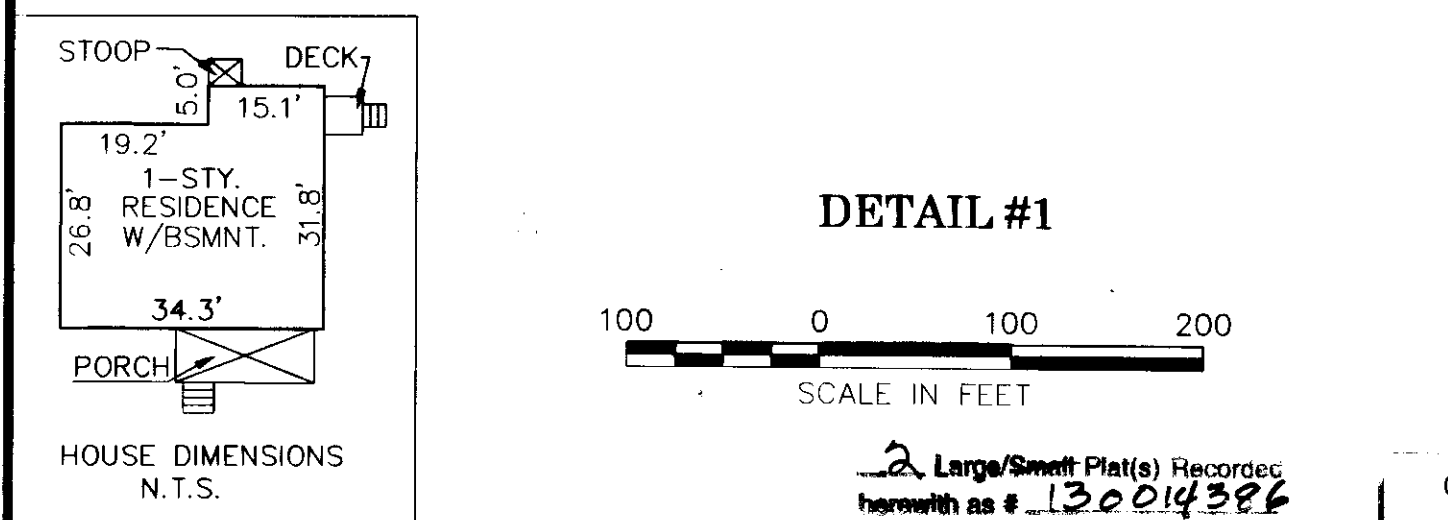 STOOP
DECK
5.0'
15.1'
19.2'
1-STY.
RESIDENCE
W/BSMNT.
26.8'
31.8'
34.3'
PORCH
HOUSE DIMENSIONS
N.T.S.
DETAIL #1
100 0 100 200
SCALE IN FEET
2 Large/Small Plat(s) Recorded
herewith as # 130014386